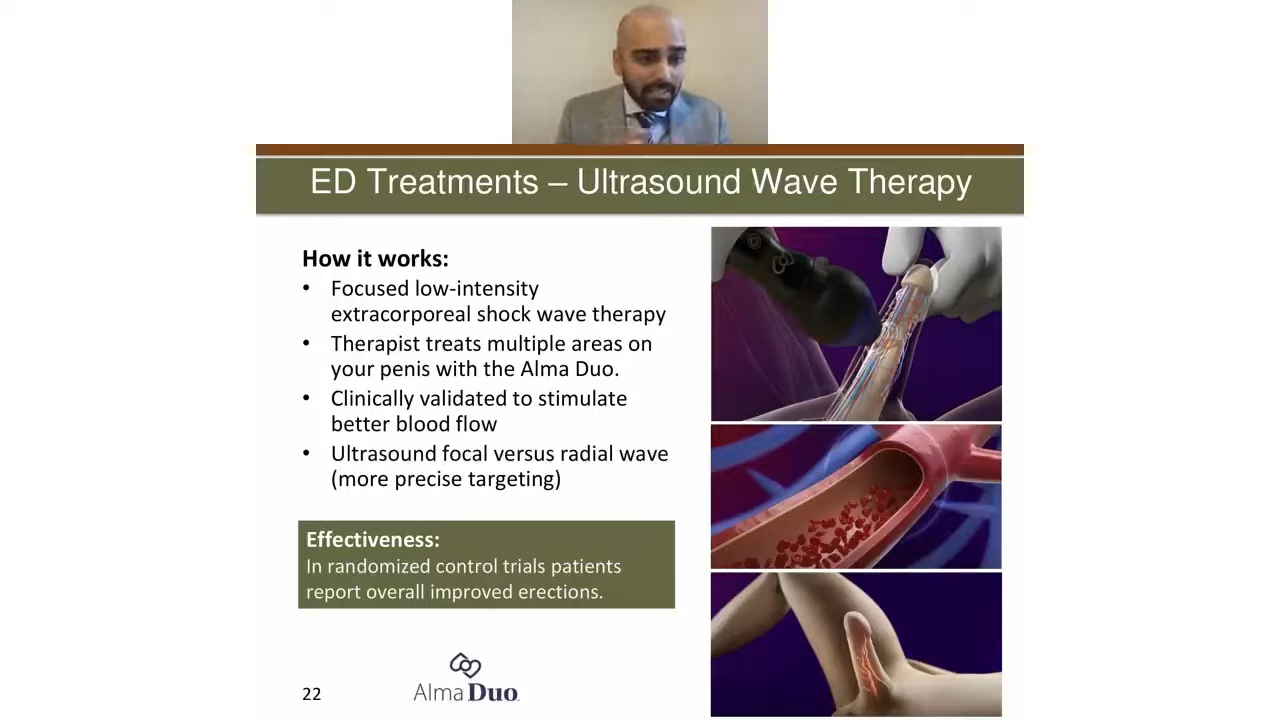 ED Treatments – Ultrasound Wave Therapy
How it works:
• Focused low-intensity
extracorporeal shock wave therapy
• Therapist treats multiple areas on
your penis with the Alma Duo.
• Clinically validated to stimulate
better blood flow
• Ultrasound focal versus radial wave
(more precise targeting)
Effectiveness:
In randomized control trials patients
report overall improved erections.
22
Alma Duo